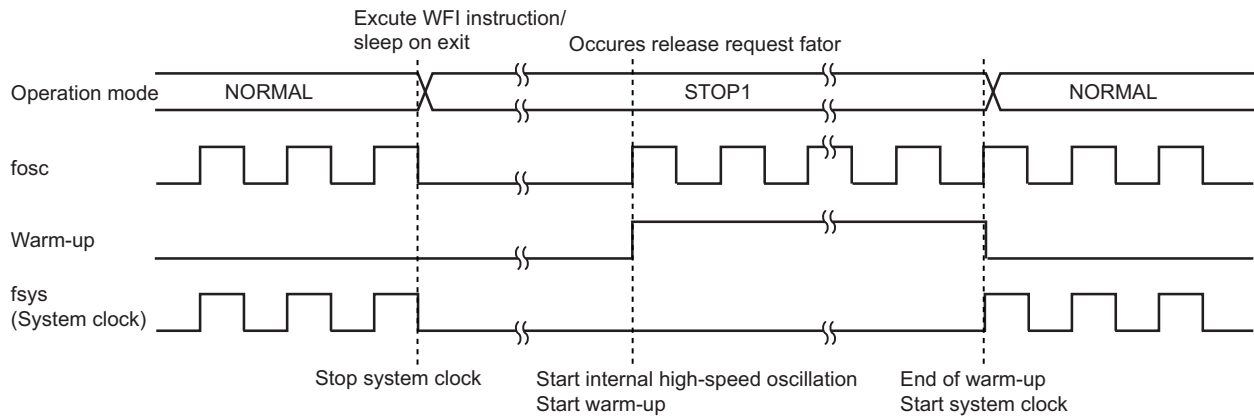 Excute WFI instruction/
sleep on exit
Occures release request fator
Operation mode
NORMAL
STOP1
NORMAL
fosc
Warm-up
fsys
(System clock)
Stop system clock
Start internal high-speed oscillation
Start warm-up
End of warm-up
Start system clock